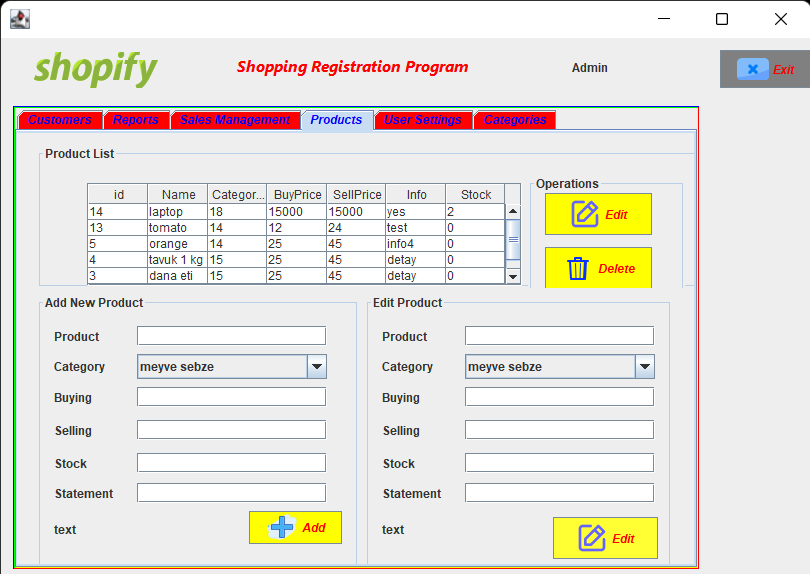 shopify Shopping Registration Program Admin Exit
Customers Reports Sales Management Products User Settings Categories
Product List
id Name Categor... BuyPrice SellPrice Info Stock
14 laptop 18 15000 15000 yes 2
13 tomato 14 12 24 test 0
5 orange 14 25 45 info4 0
4 tavuk 1 kg 15 25 45 detay 0
3 dana eti 15 25 45 detay 0
Operations
Edit
Delete
Add New Product
Product
Category meyve sebze
Buying
Selling
Stock
Statement
text Add
Edit Product
Product
Category meyve sebze
Buying
Selling
Stock
Statement
text Edit